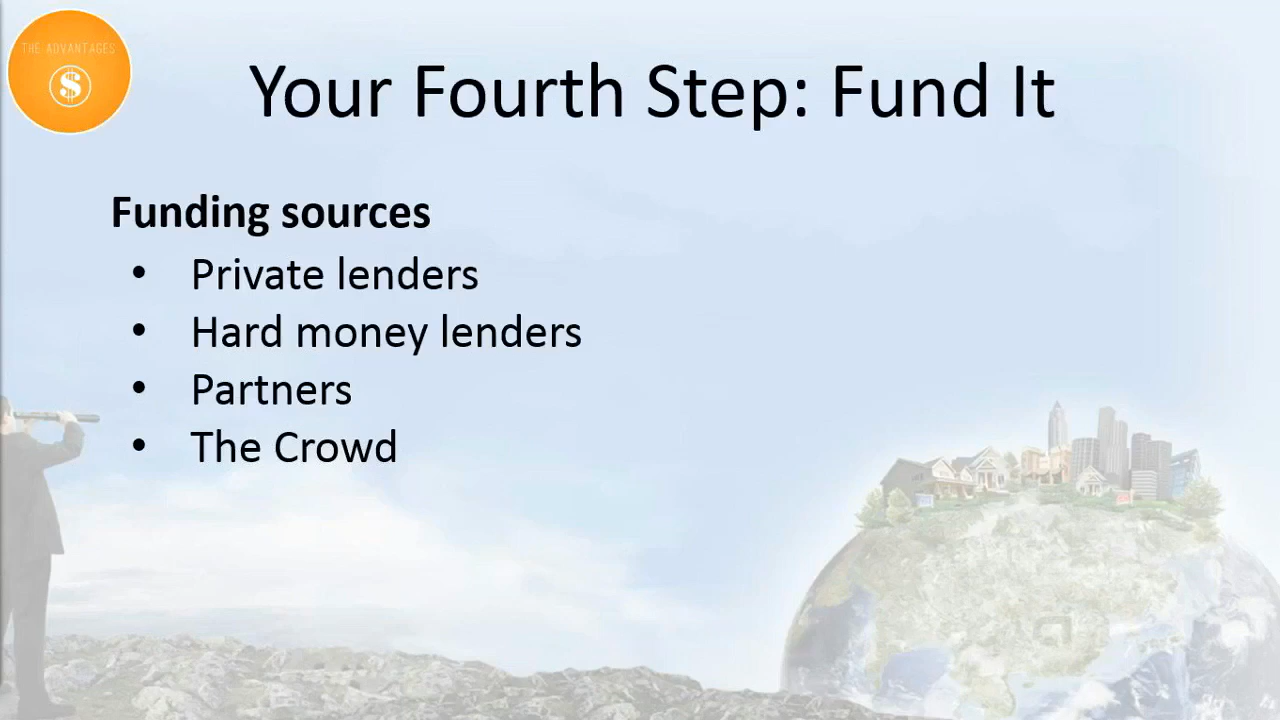 THE ADVANTAGES
$
Your Fourth Step: Fund It
Funding sources
• Private lenders
• Hard money lenders
• Partners
• The Crowd